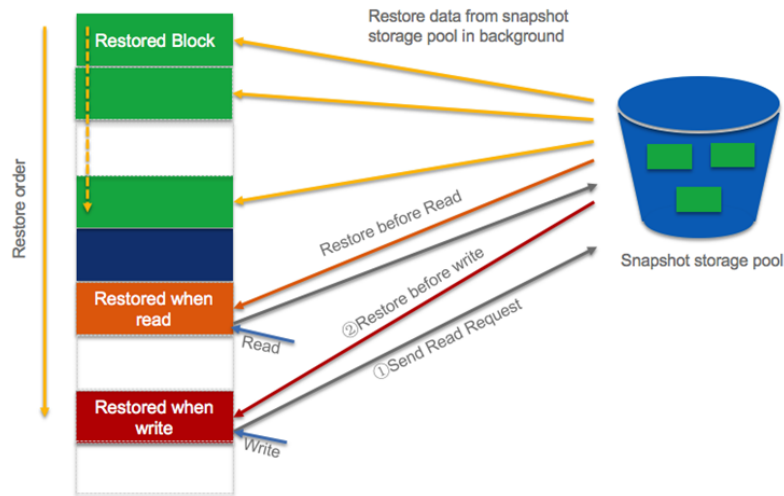 Restore data from snapshot
storage pool in background
Restored Block
Restore order
Restore before Read
Snapshot storage pool
Restored when
read
Read
②Restore before write
①Send Read Request
Restored when
write
Write